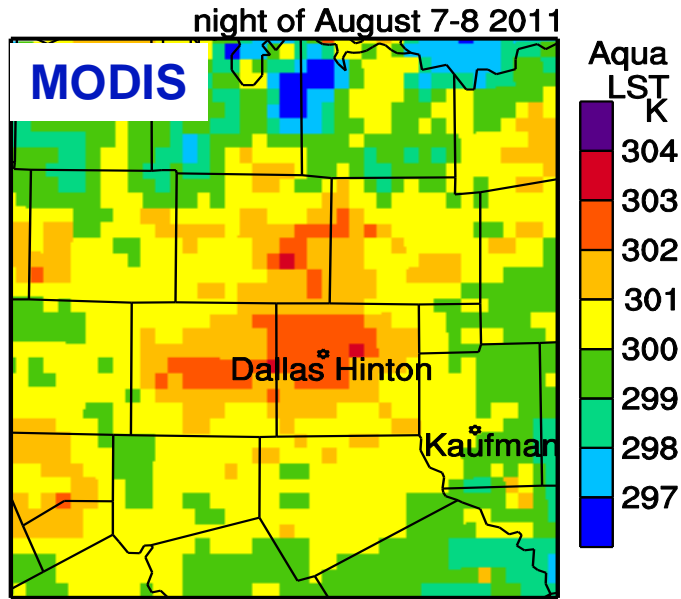 night of August 7-8 2011
MODIS
Aqua
LST
K
304
303
302
301
300
299
298
297
Dallas Hinton
Kaufman